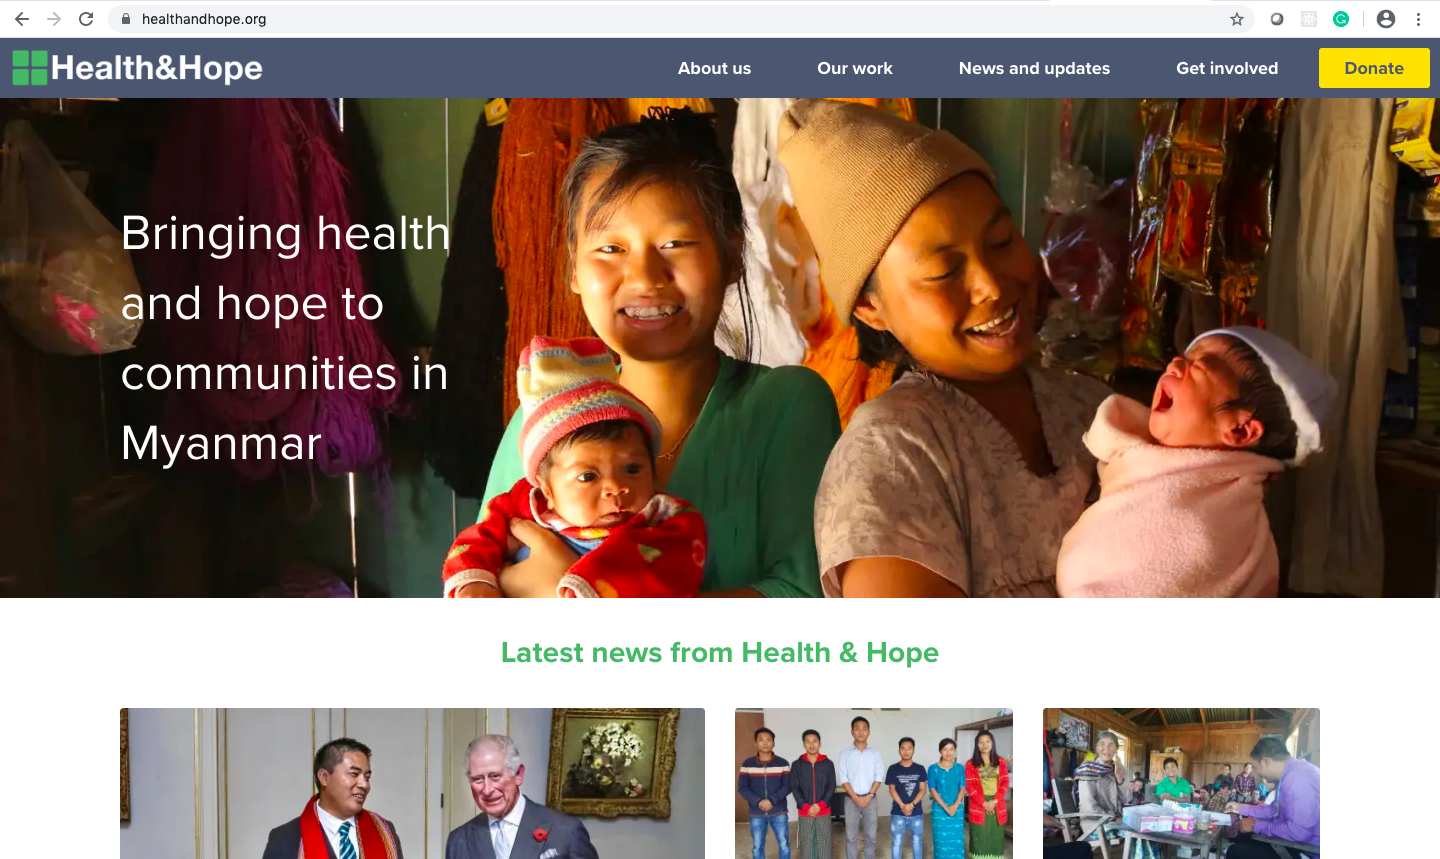 healthandhope.org
Health&Hope
About us
Our work
News and updates
Get involved
Donate
Bringing health
and hope to
communities in
Myanmar
Latest news from Health & Hope